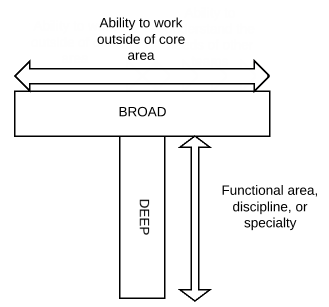 Ability to work
outside of core
area
BROAD
DEEP
Functional area,
discipline, or
specialty